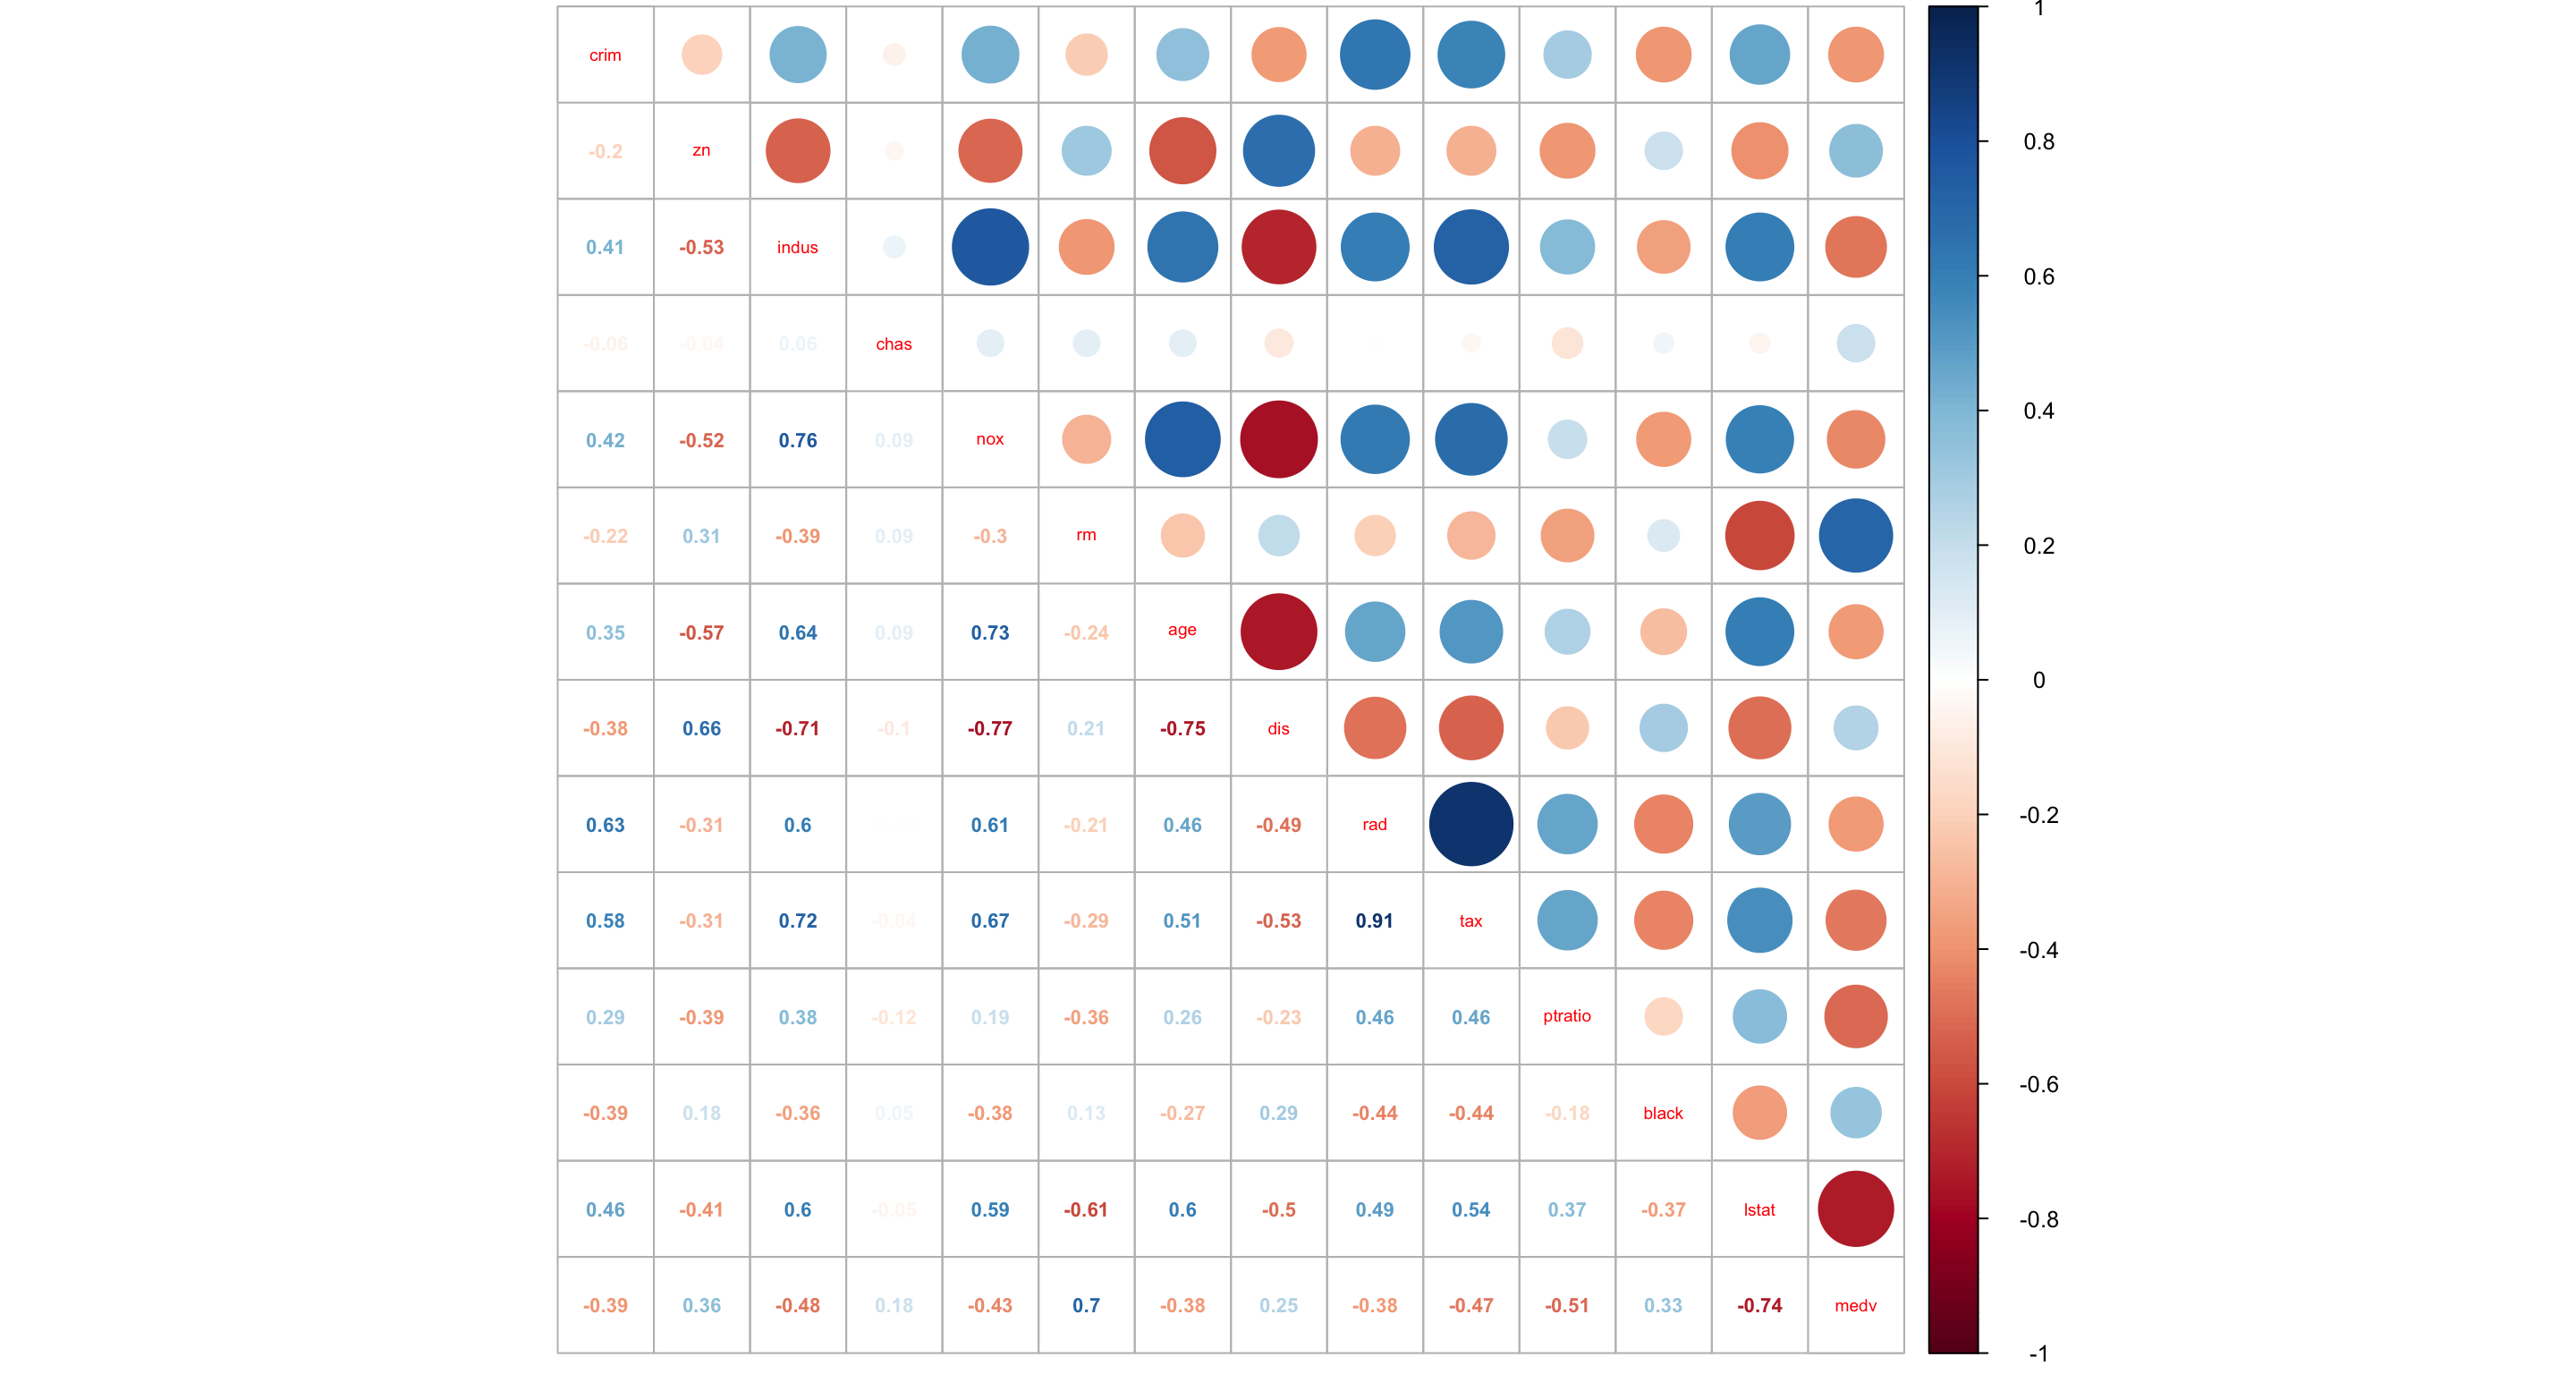 crim
-0.2 zn
0.41 -0.53 indus
-0.06 -0.04 0.06 chas
0.42 -0.52 0.76 0.09 nox
-0.22 0.31 -0.39 0.09 -0.3 rm
0.35 -0.57 0.64 0.09 0.73 -0.24 age
-0.38 0.66 -0.71 -0.1 -0.77 0.21 -0.75 dis
0.63 -0.31 0.6 0.61 -0.21 0.46 -0.49 rad
0.58 -0.31 0.72 -0.04 0.67 -0.29 0.51 -0.53 0.91 tax
0.29 -0.39 0.38 -0.12 0.19 -0.36 0.26 -0.23 0.46 0.46 ptratio
-0.39 0.18 -0.36 0.05 -0.38 0.13 -0.27 0.29 -0.44 -0.44 -0.18 black
0.46 -0.41 0.6 -0.05 0.59 -0.61 0.6 -0.5 0.49 0.54 0.37 -0.37 lstat
-0.39 0.36 -0.48 0.18 -0.43 0.7 -0.38 0.25 -0.38 -0.47 -0.51 0.33 -0.74 medv
1
0.8
0.6
0.4
0.2
0
-0.2
-0.4
-0.6
-0.8
-1